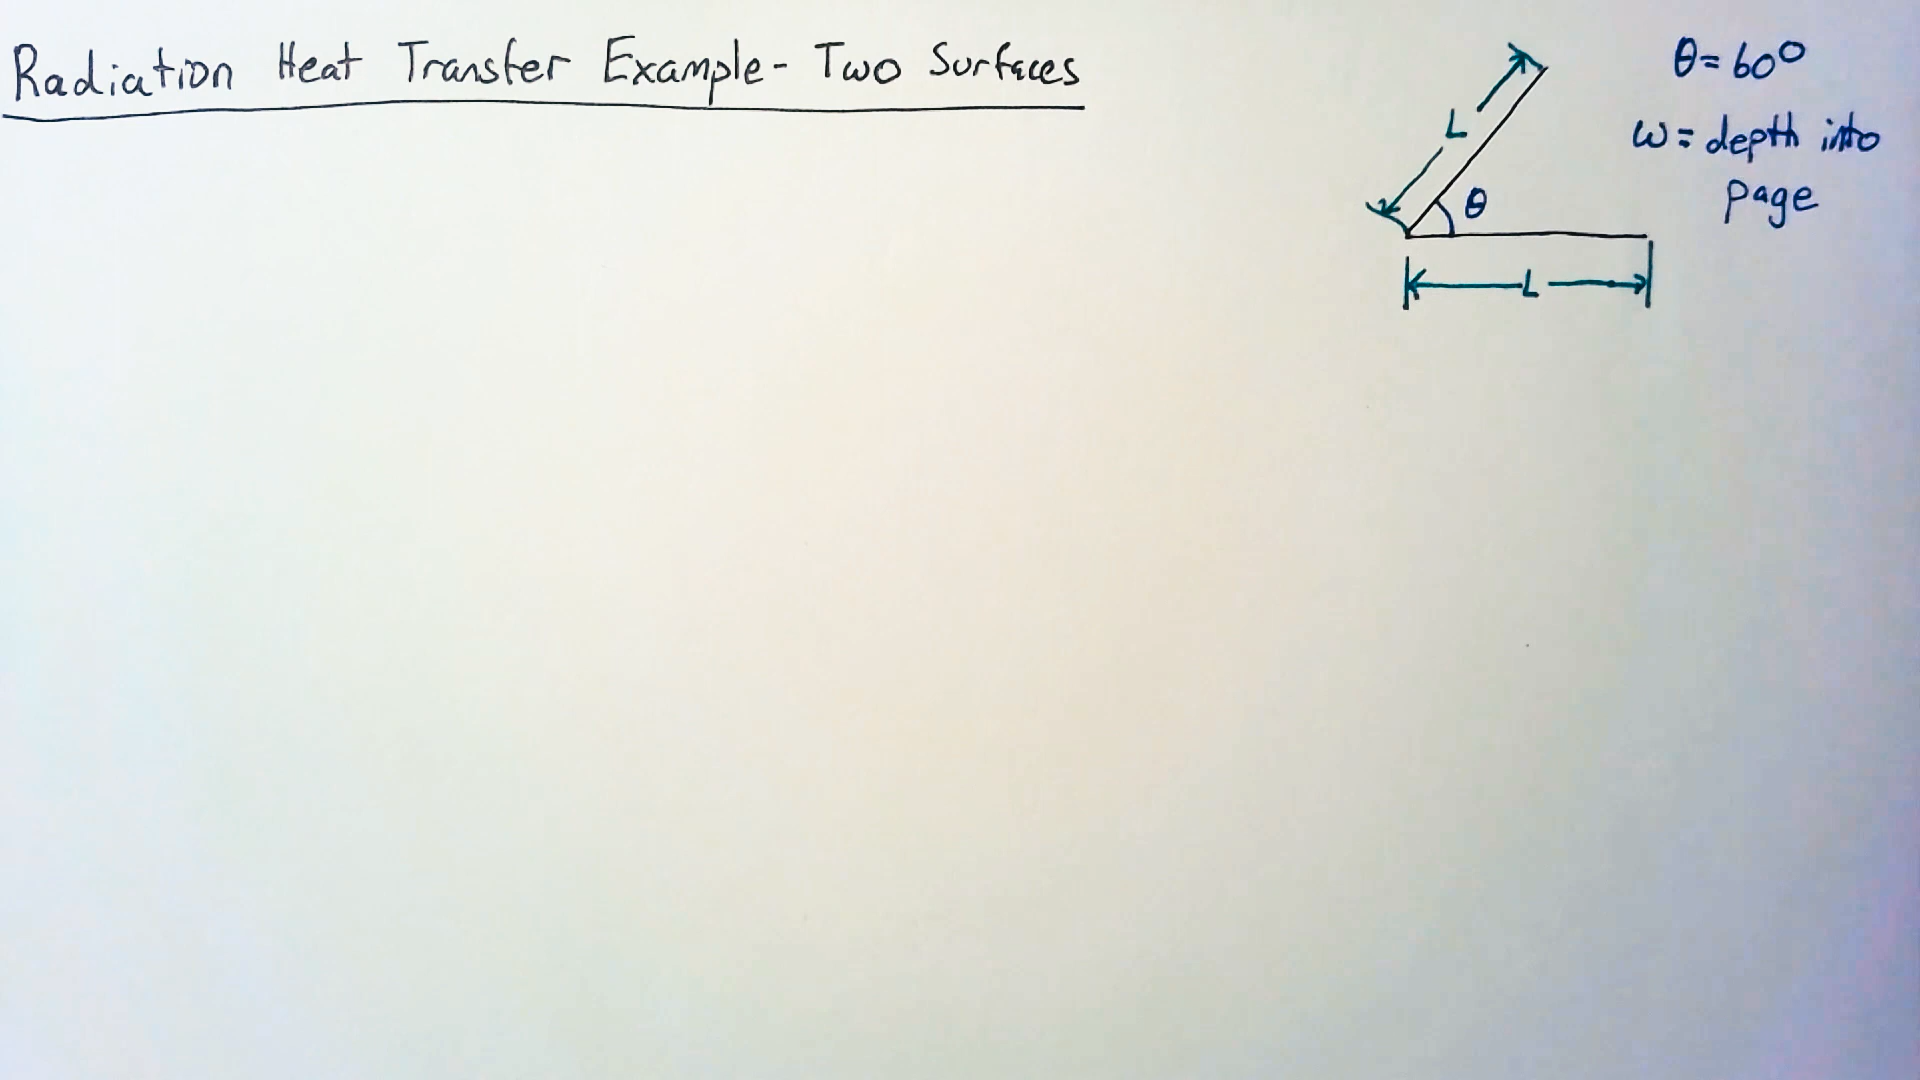 Radiation Heat Transfer Example- Two Surfaces
θ= 60°
w= depth into
page
L
θ
L